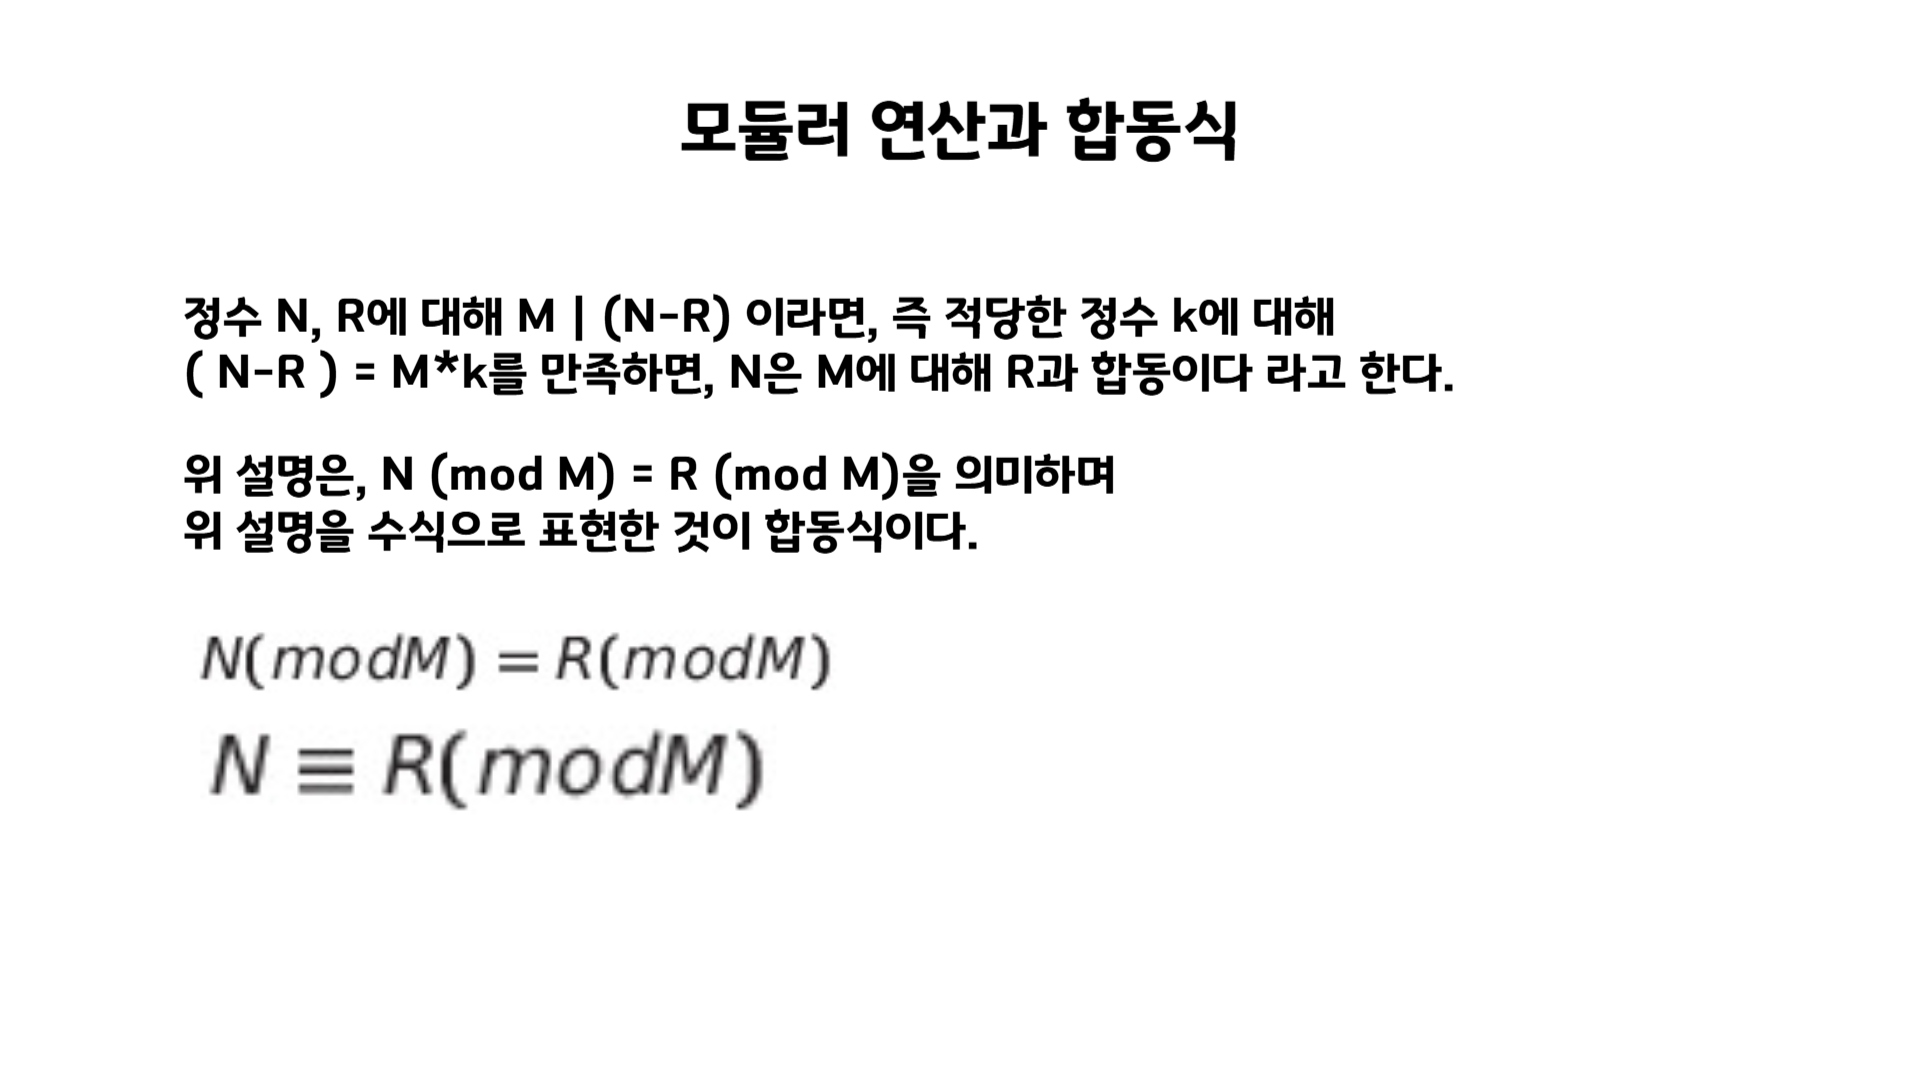 모듈러 연산과 합동식
정수 N, R에 대해 M | (N-R) 이라면, 즉 적당한 정수 k에 대해
( N-R ) = M*k를 만족하면, N은 M에 대해 R과 합동이다 라고 한다.
위 설명은, N (mod M) = R (mod M)을 의미하며
위 설명을 수식으로 표현한 것이 합동식이다.
N(modM) = R(modM)
N ≡ R(modM)